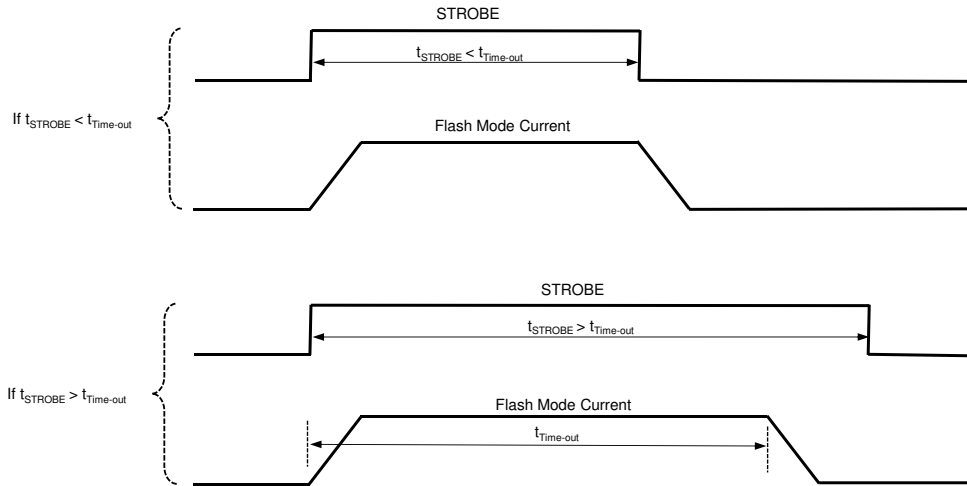 STROBE
tSTROBE < tTime-out
If tSTROBE < tTime-out
Flash Mode Current
STROBE
tSTROBE > tTime-out
If tSTROBE > tTime-out
Flash Mode Current
tTime-out